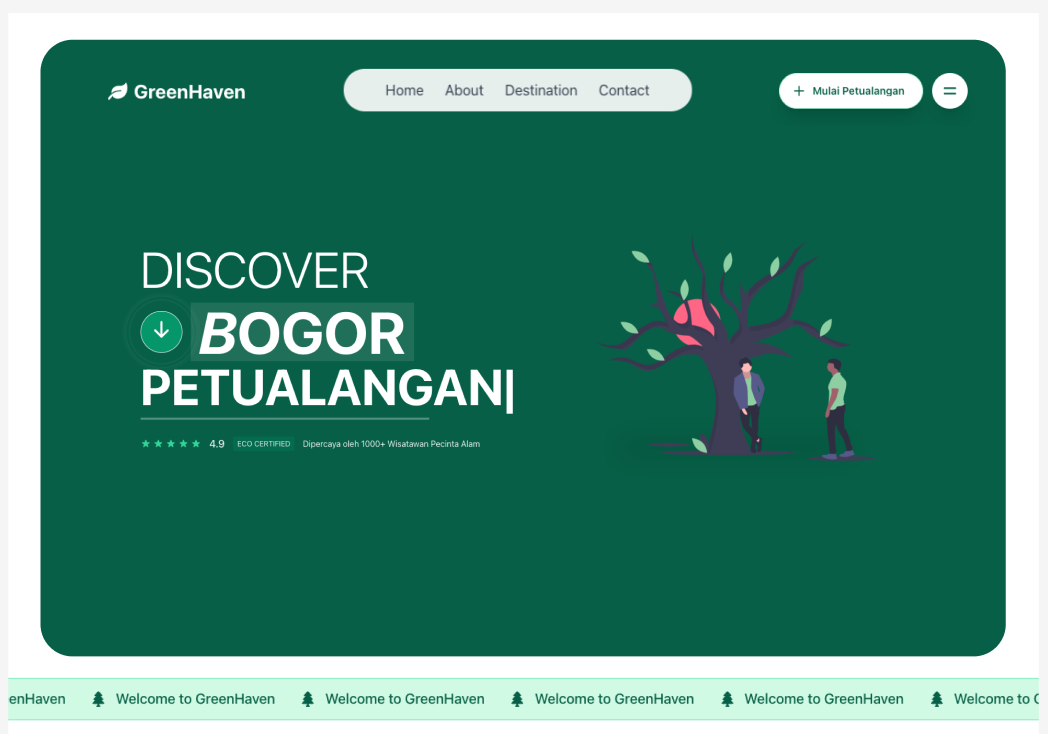 GreenHaven
Home About Destination Contact
Mulai Petualangan
DISCOVER
BOGOR
PETUALANGAN|
4.9 ECO CERTIFIED Dipercaya oleh 1000+ Wisatawan Pecinta Alam
enHaven Welcome to GreenHaven Welcome to GreenHaven Welcome to GreenHaven Welcome to GreenHaven Welcome to G